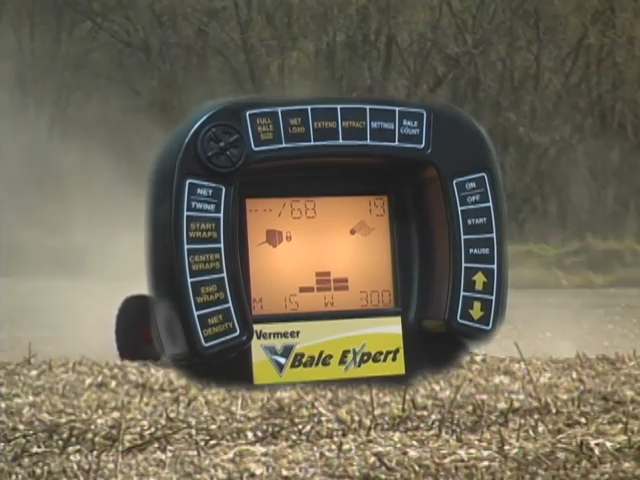 FULL BALE SIZE
NET LOAD
EXTEND
RETRACT
SETTINGS
BALE COUNT
NET
TWINE
START WRAPS
CENTER WRAPS
END WRAPS
NET DENSITY
ON
OFF
START
PAUSE
---/68 19
M 15 W 300
Vermeer
Bale Expert